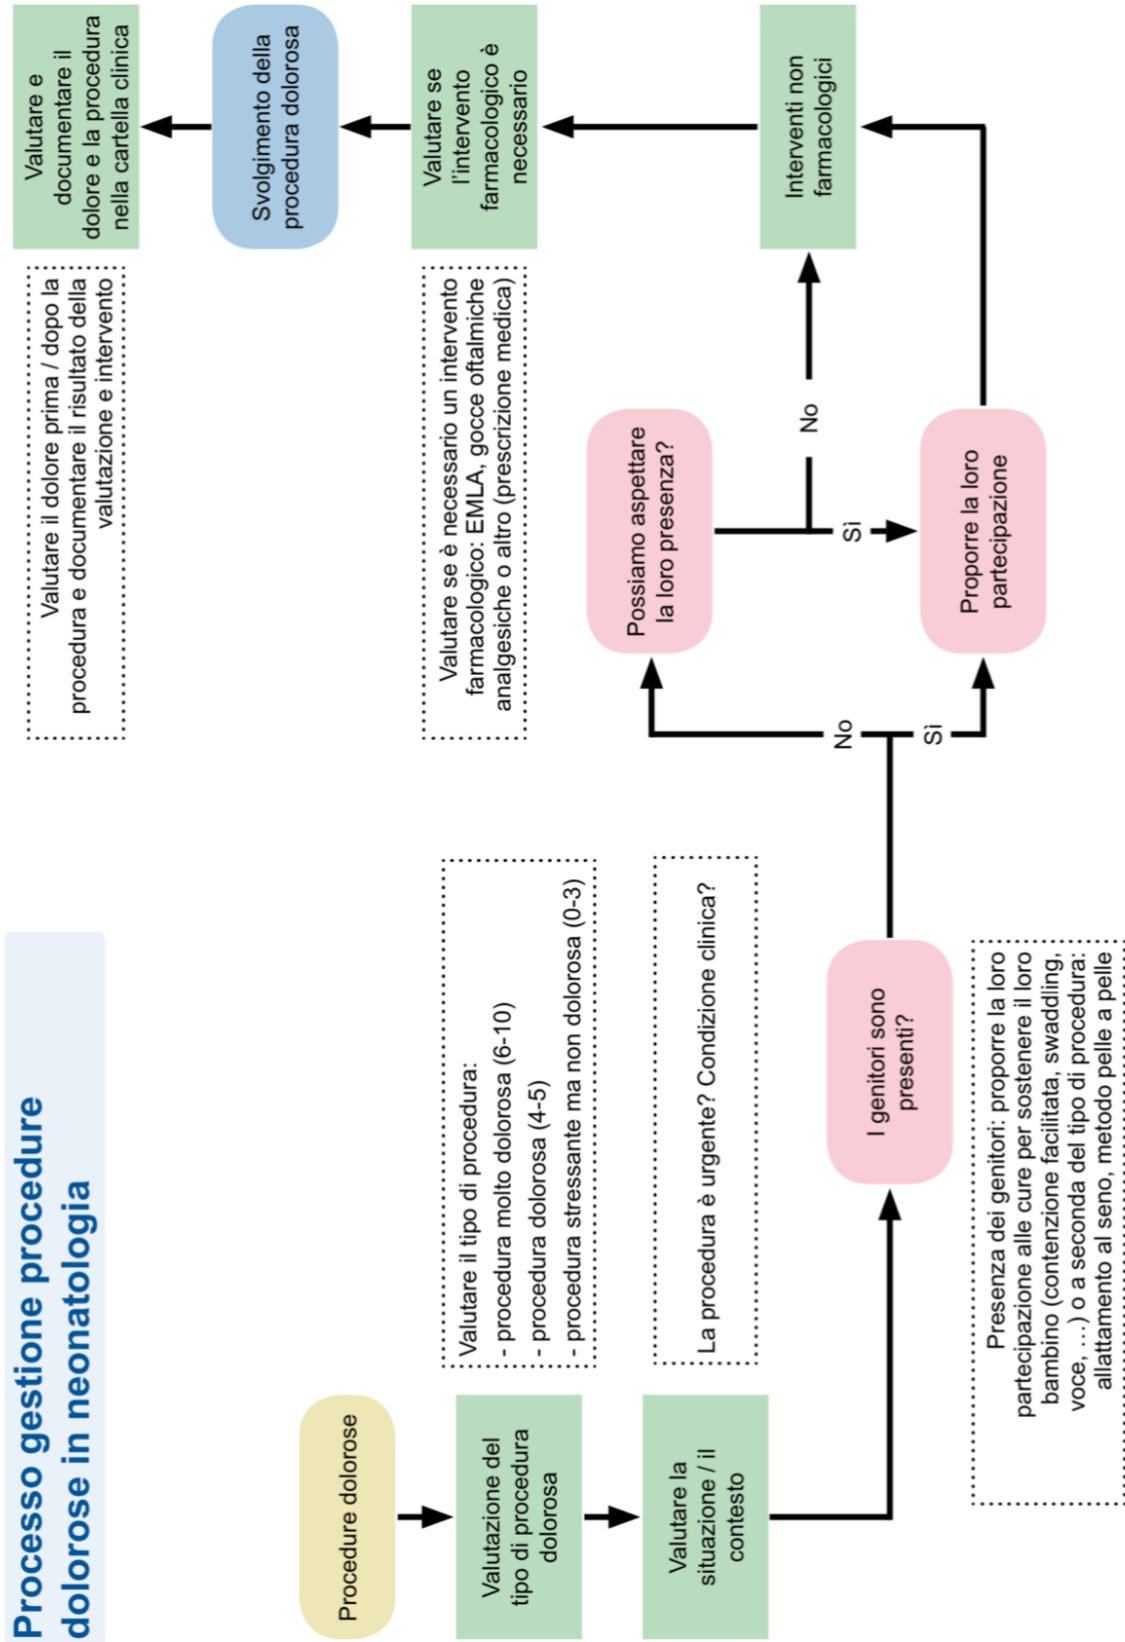 Processo gestione procedure
dolorose in neonatologia
Procedure dolorose
Valutazione del
tipo di procedura
dolorosa
Valutare il tipo di procedura:
- procedura molto dolorosa (6-10)
- procedura dolorosa (4-5)
- procedura stressante ma non dolorosa (0-3)
Valutare la
situazione / il
contesto
La procedura è urgente? Condizione clinica?
I genitori sono
presenti?
Presenza dei genitori: proporre la loro
partecipazione alle cure per sostenere il loro
bambino (contenzione facilitata, swaddling,
voce, …) o a seconda del tipo di procedura:
allattamento al seno, metodo pelle a pelle
No
Sì
Possiamo aspettare
la loro presenza?
No
Sì
Proporre la loro
partecipazione
Interventi non
farmacologici
Valutare se
l'intervento
farmacologico è
necessario
Valutare se è necessario un intervento
farmacologico: EMLA, gocce oftalmiche
analgesiche o altro (prescrizione medica)
Svolgimento della
procedura dolorosa
Valutare e
documentare il
dolore e la procedura
nella cartella clinica
Valutare il dolore prima / dopo la
procedura e documentare il risultato della
valutazione e intervento